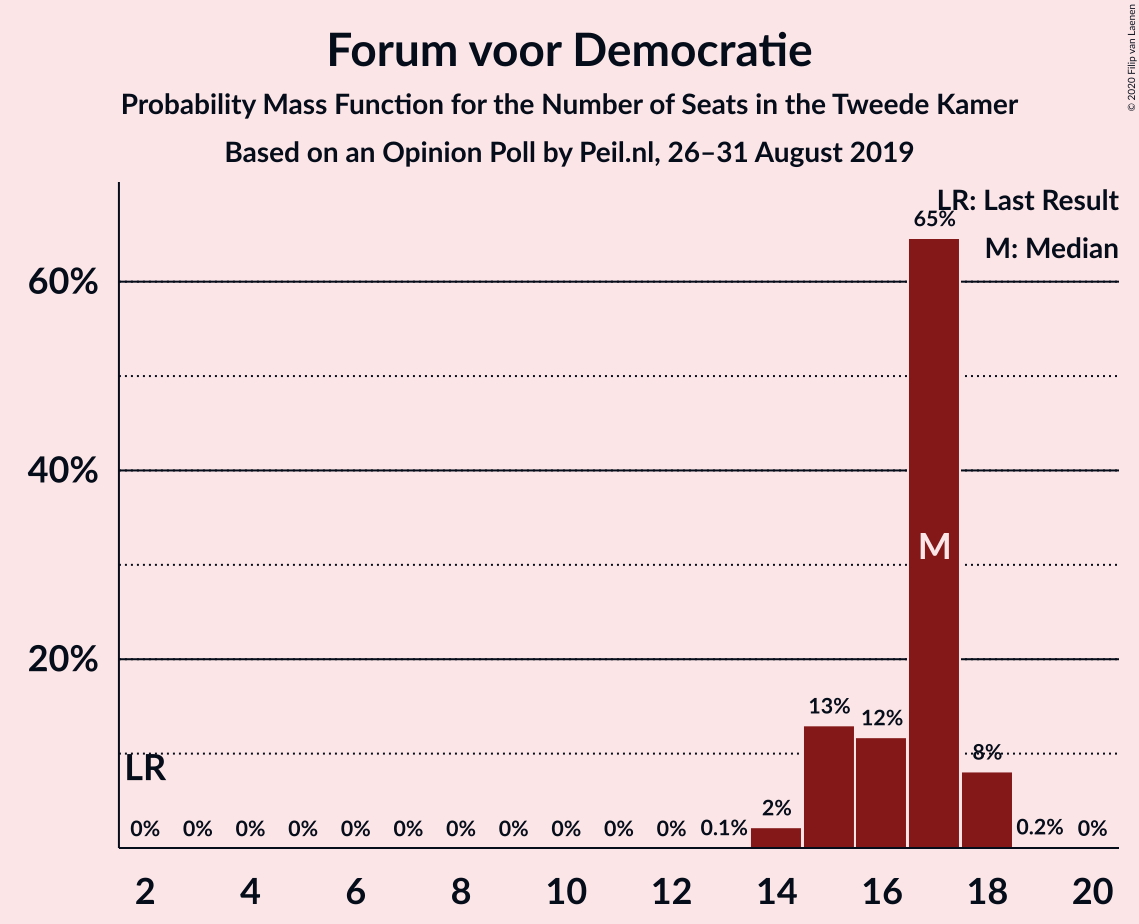 Forum voor Democratie
Probability Mass Function for the Number of Seats in the Tweede Kamer
Based on an Opinion Poll by Peil.nl, 26–31 August 2019
© 2020 Filip van Laenen
LR: Last Result
M: Median
60%
40%
20%
LR
M
0% 0% 0% 0% 0% 0% 0% 0% 0% 0% 0% 0.1% 2% 13% 12% 65% 8% 0.2% 0%
2 4 6 8 10 12 14 16 18 20